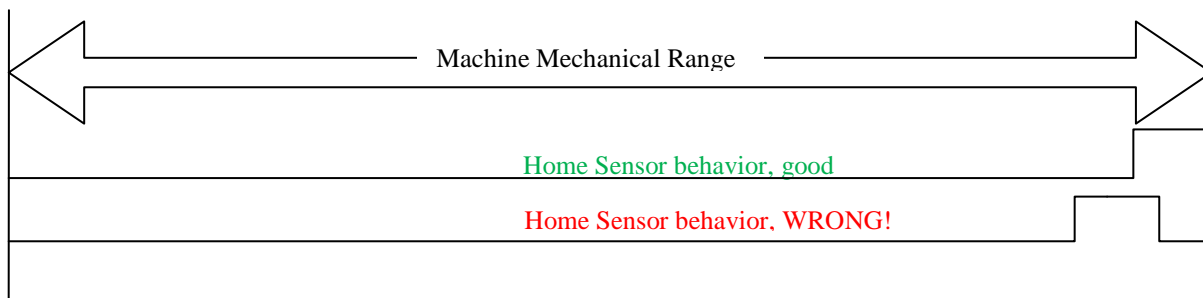 Machine Mechanical Range
Home Sensor behavior, good
Home Sensor behavior, WRONG!